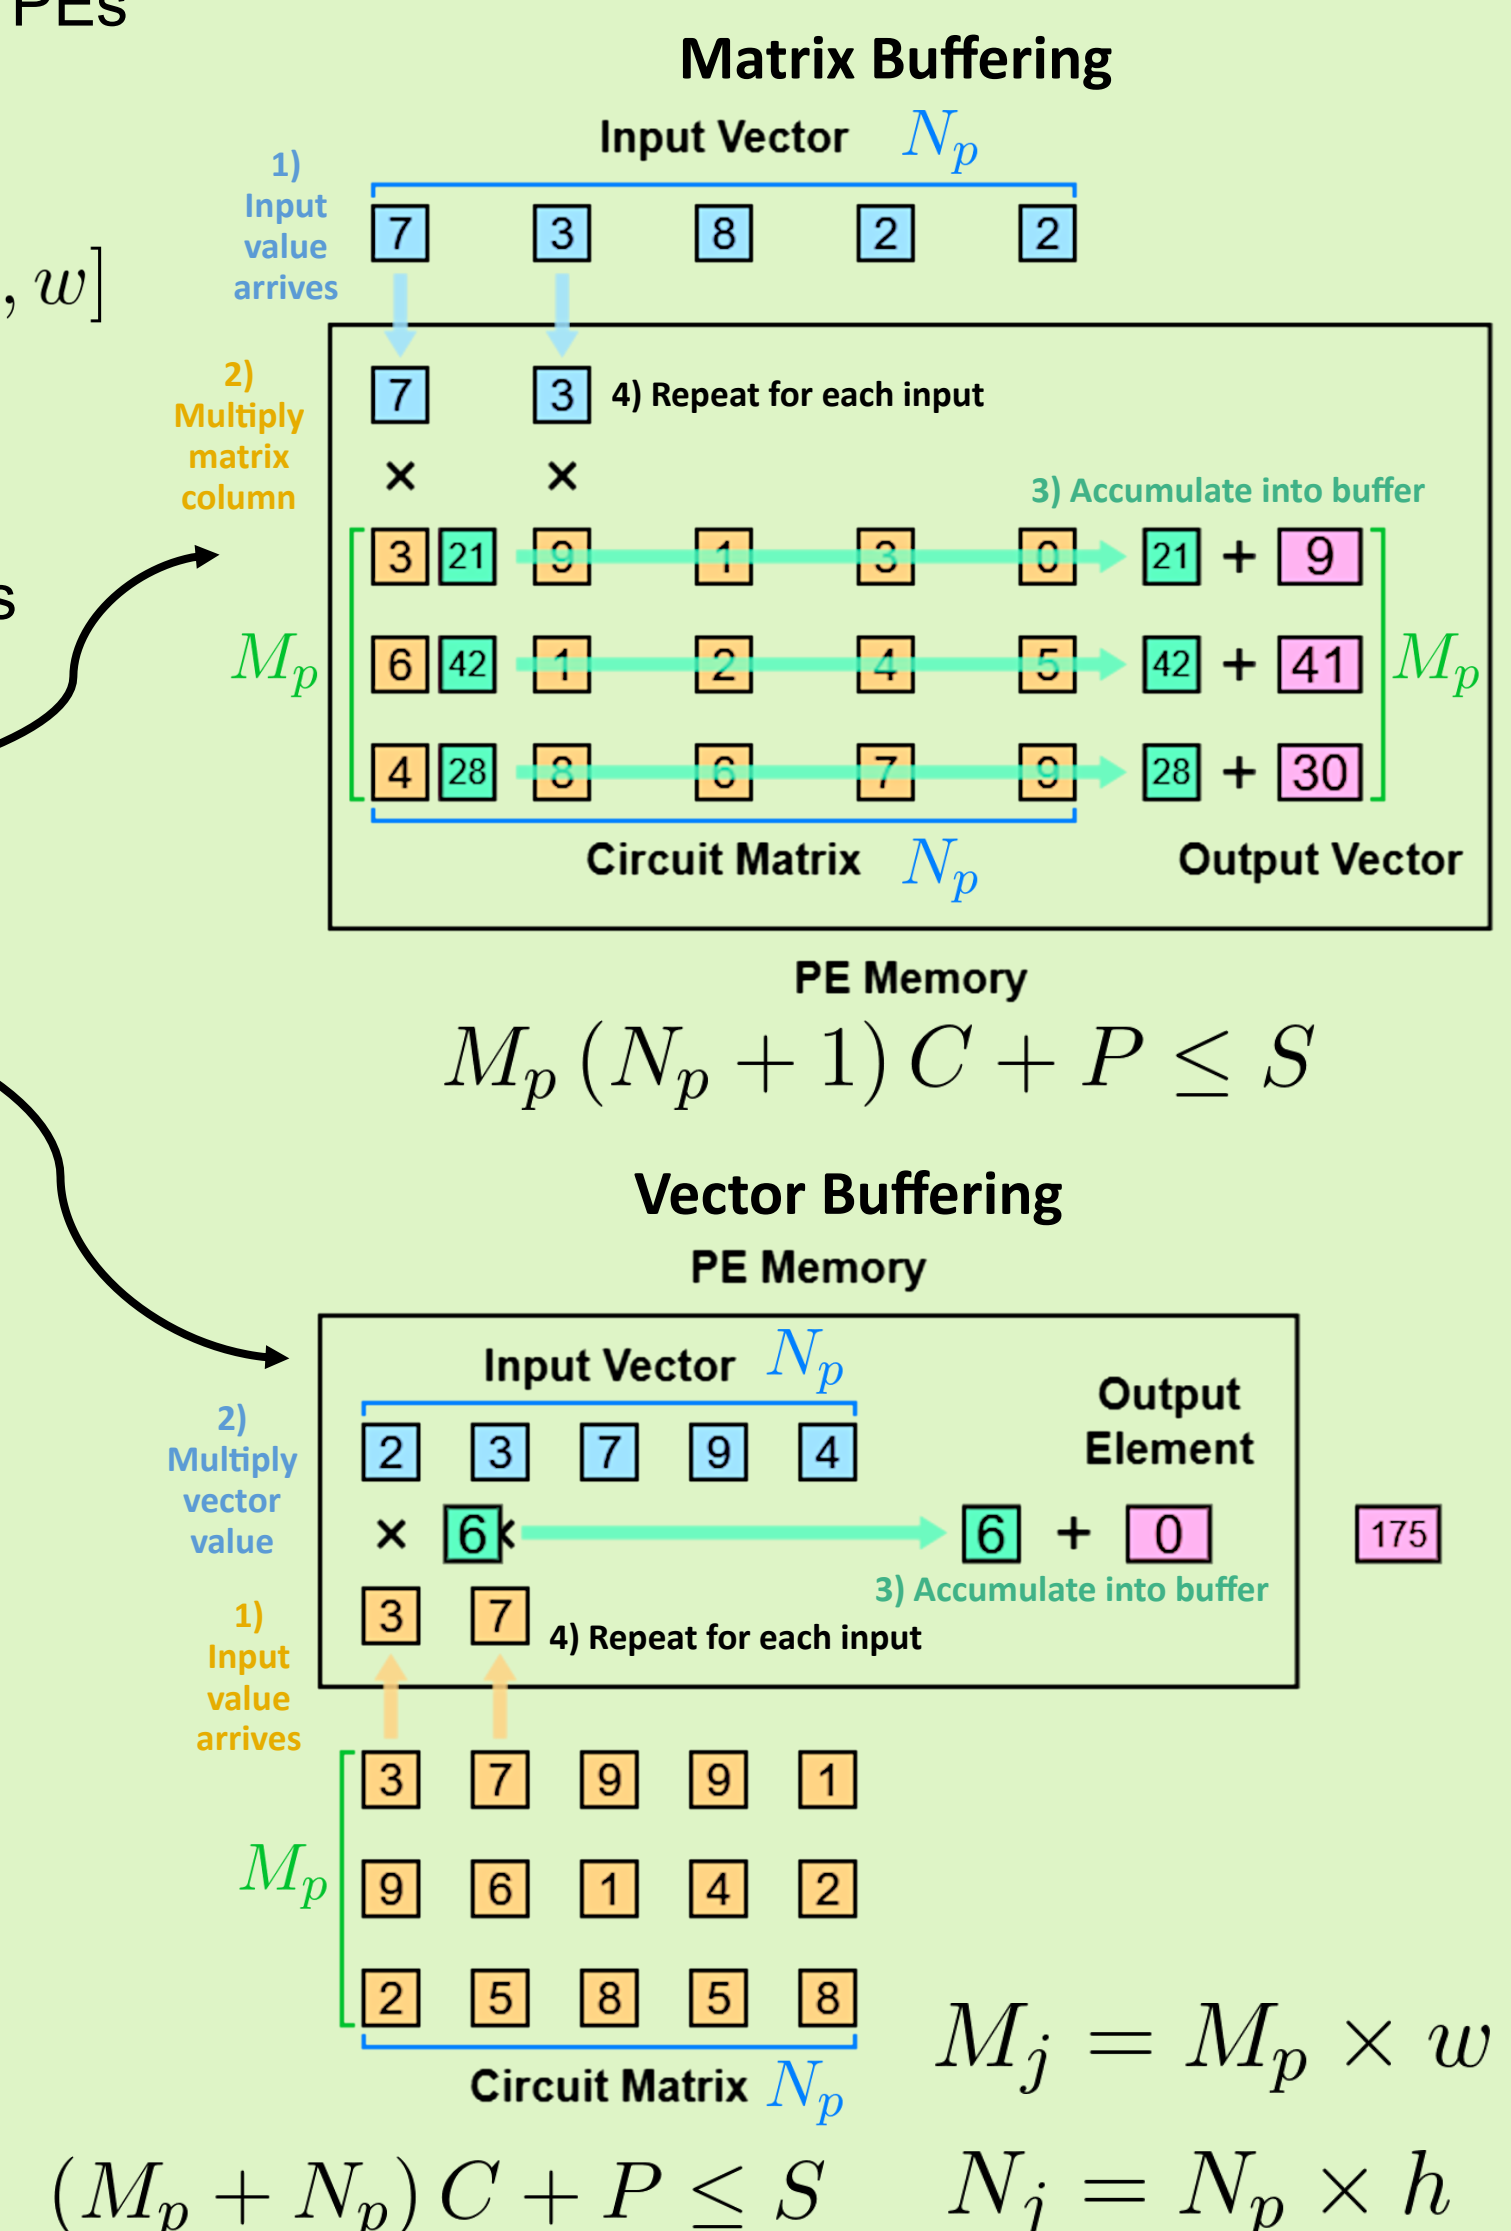 PEs
Matrix Buffering
Input Vector N_p
1)
Input
value
arrives
7 3 8 2 2
, w]
2)
Multiply
matrix
column
7 3 4) Repeat for each input
× ×
3) Accumulate into buffer
3 21 9 1 3 0 21 + 9
s
M_p 6 42 1 2 4 5 42 + 41 M_p
4 28 8 6 7 9 28 + 30
Circuit Matrix N_p Output Vector
PE Memory
M_p (N_p + 1) C + P ≤ S
Vector Buffering
PE Memory
Input Vector N_p
Output
Element
2)
Multiply
vector
value
2 3 7 9 4
× 6 × 6 + 0 175
3) Accumulate into buffer
1)
Input
value
arrives
3 7 4) Repeat for each input
3 7 9 9 1
M_p 9 6 1 4 2
2 5 8 5 8
Circuit Matrix N_p
M_j = M_p × w
(M_p + N_p) C + P ≤ S
N_j = N_p × h